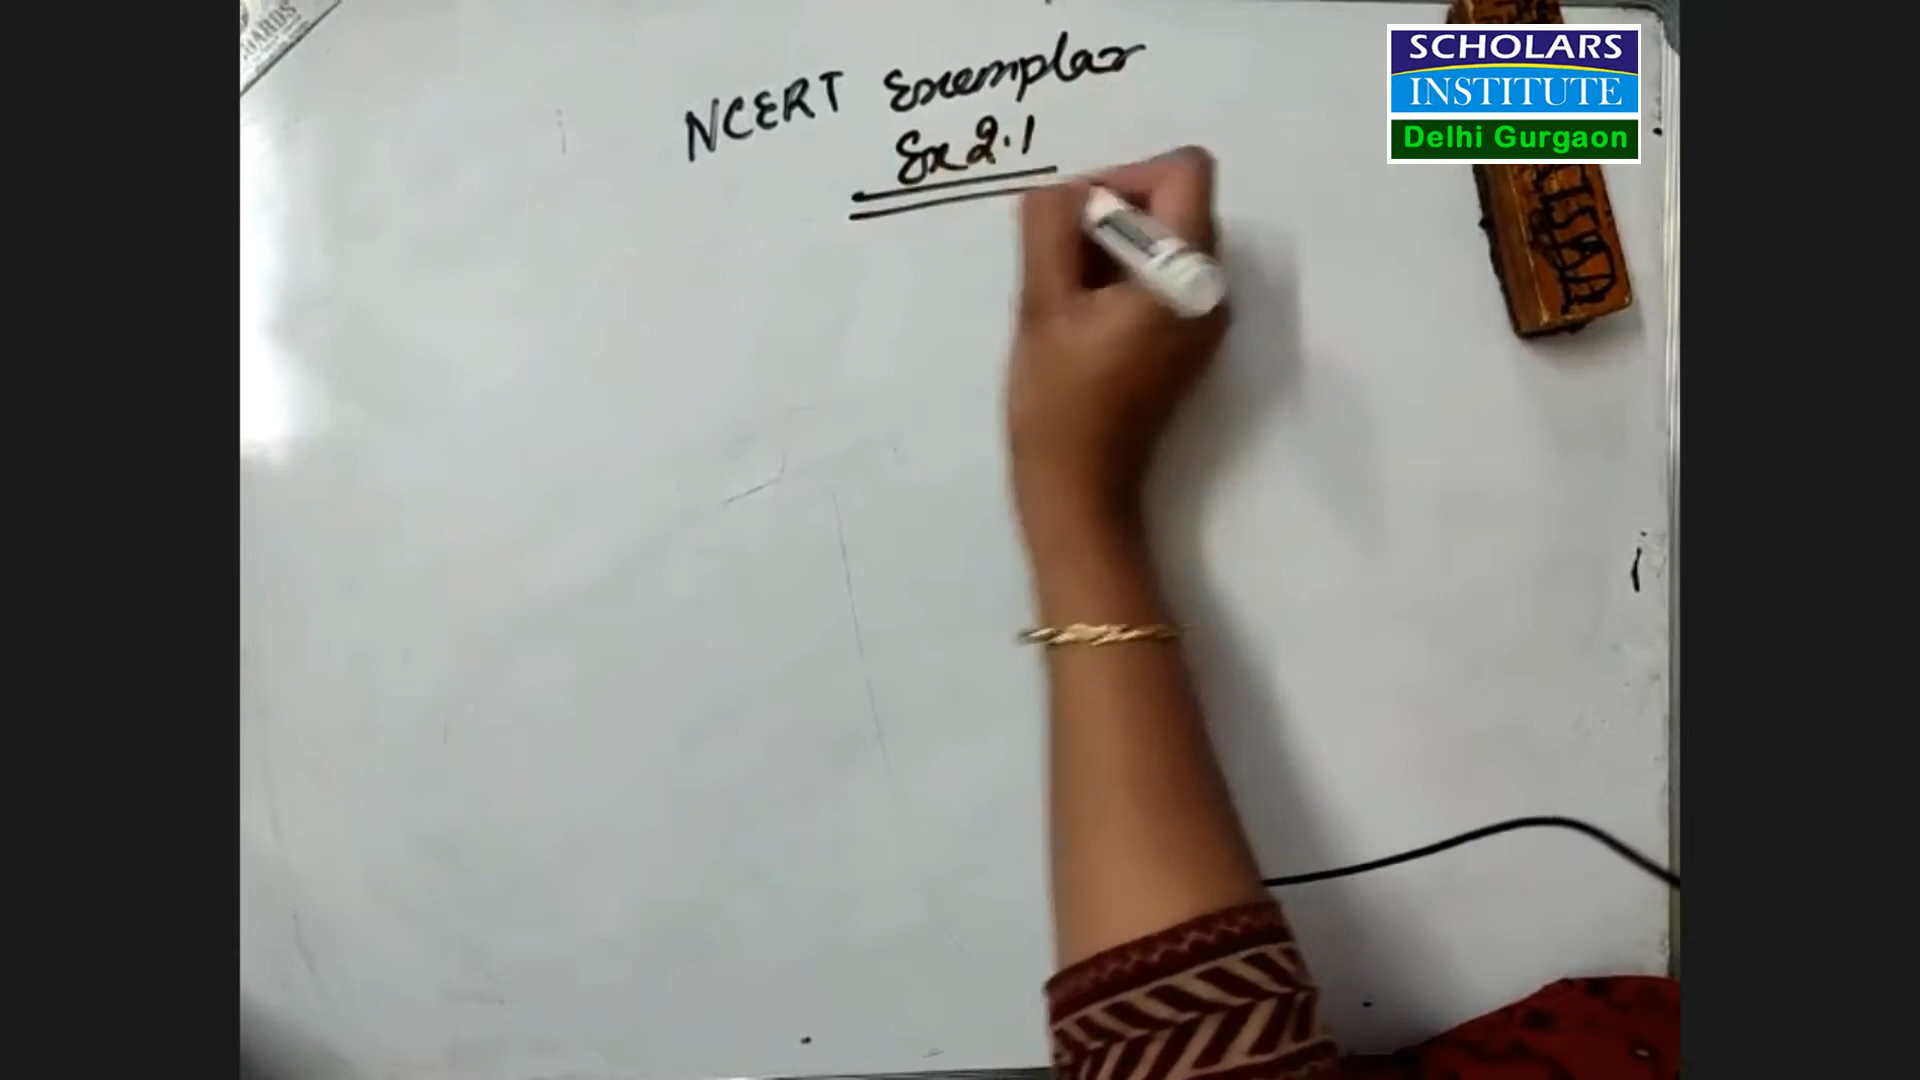 NCERT Exemplar
Ex 2.1
SCHOLARS
INSTITUTE
Delhi Gurgaon